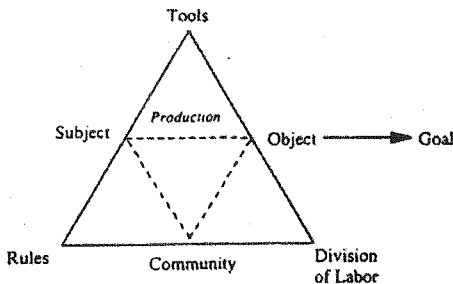 Tools
Production
Subject
Object
Goal
Rules
Community
Division
of Labor